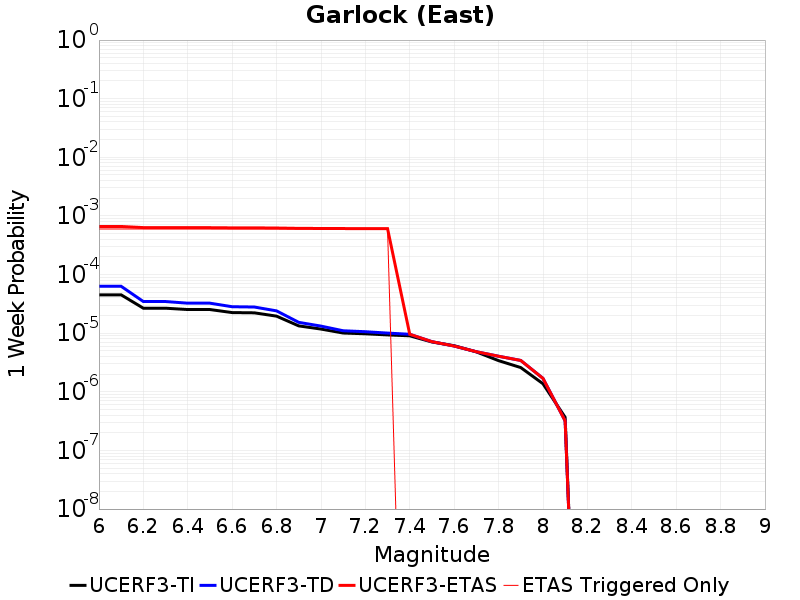 Garlock (East)
1 Week Probability
10^0
10^-1
10^-2
10^-3
10^-4
10^-5
10^-6
10^-7
10^-8
6 6.2 6.4 6.6 6.8 7 7.2 7.4 7.6 7.8 8 8.2 8.4 8.6 8.8 9
Magnitude
UCERF3-TI UCERF3-TD UCERF3-ETAS ETAS Triggered Only